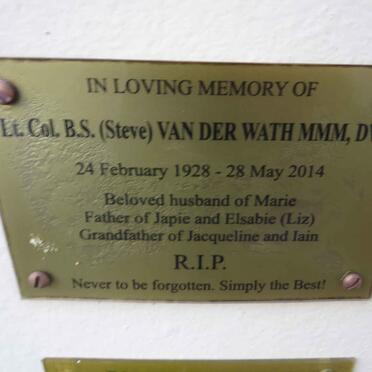 IN LOVING MEMORY OF
Lt. Col. B.S. (Steve) VAN DER WATH MMM,
24 February 1928 - 28 May 2014
Beloved husband of Marie
Father of Japie and Elsabie (Liz)
Grandfather of Jacqueline and Iain
R.I.P.
Never to be forgotten. Simply the Best!